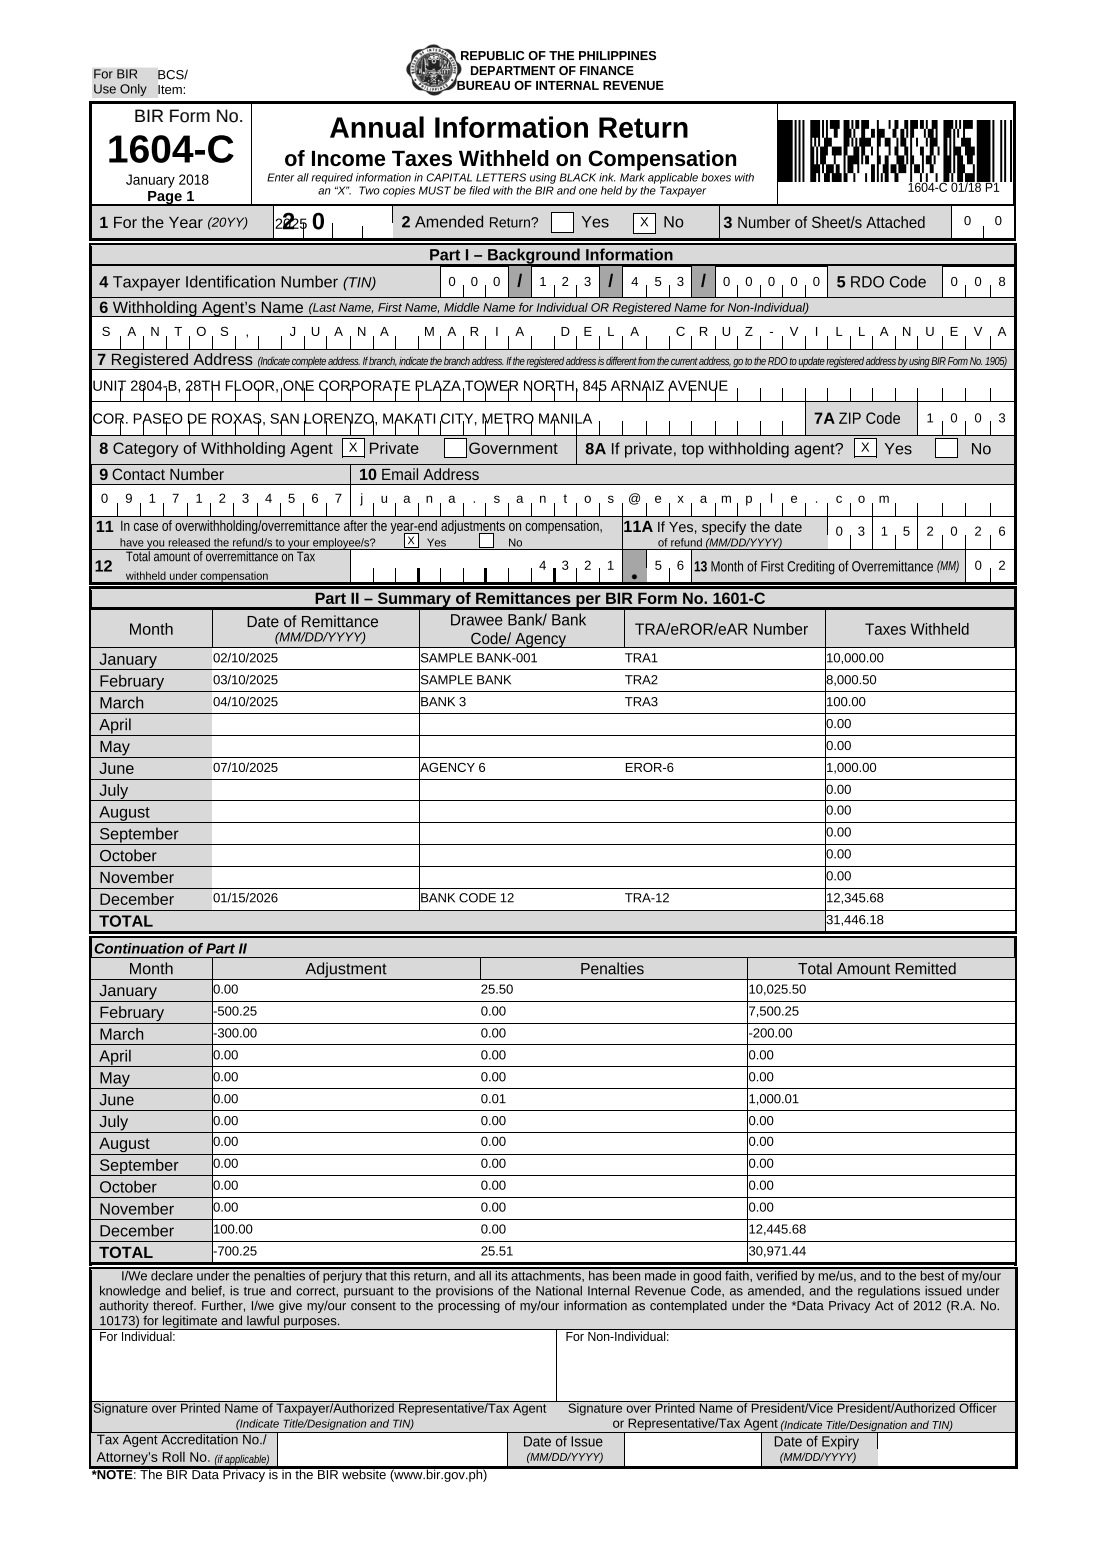 REPUBLIC OF THE PHILIPPINES
DEPARTMENT OF FINANCE
BUREAU OF INTERNAL REVENUE
For BIR BCS/
Use Only Item:
BIR Form No.
1604-C
January 2018
Page 1
Annual Information Return
of Income Taxes Withheld on Compensation
Enter all required information in CAPITAL LETTERS using BLACK ink. Mark applicable boxes with
an "X". Two copies MUST be filed with the BIR and one held by the Taxpayer
1604-C 01/18 P1
1 For the Year (20YY) 2 0 2025 2 Amended Return? Yes X No 3 Number of Sheet/s Attached 0 0
Part I – Background Information
4 Taxpayer Identification Number (TIN) 0 0 0 / 1 2 3 / 4 5 3 / 0 0 0 0 0 5 RDO Code 0 0 8
6 Withholding Agent's Name (Last Name, First Name, Middle Name for Individual OR Registered Name for Non-Individual)
SANTOS, JUANA MARIA DELA CRUZ-VILLANUEVA
7 Registered Address (Indicate complete address. If branch, indicate the branch address. If the registered address is different from the current address, go to the RDO to update registered address by using BIR Form No. 1905)
UNIT 2804-B, 28TH FLOOR, ONE CORPORATE PLAZA TOWER NORTH, 845 ARNAIZ AVENUE
COR. PASEO DE ROXAS, SAN LORENZO, MAKATI CITY, METRO MANILA 7A ZIP Code 1 0 0 3
8 Category of Withholding Agent X Private Government 8A If private, top withholding agent? X Yes No
9 Contact Number 10 Email Address
0 9 1 7 1 2 3 4 5 6 7 juana.santos@example.com
11 In case of overwithholding/overremittance after the year-end adjustments on compensation,
have you released the refund/s to your employee/s? X Yes No
11A If Yes, specify the date
of refund (MM/DD/YYYY) 0 3 1 5 2 0 2 6
12 Total amount of overremittance on Tax
withheld under compensation 4 3 2 1 . 5 6 13 Month of First Crediting of Overremittance (MM) 0 2
Part II – Summary of Remittances per BIR Form No. 1601-C
Month Date of Remittance (MM/DD/YYYY) Drawee Bank/ Bank Code/ Agency TRA/eROR/eAR Number Taxes Withheld
January 02/10/2025 SAMPLE BANK-001 TRA1 10,000.00
February 03/10/2025 SAMPLE BANK TRA2 8,000.50
March 04/10/2025 BANK 3 TRA3 100.00
April 0.00
May 0.00
June 07/10/2025 AGENCY 6 EROR-6 1,000.00
July 0.00
August 0.00
September 0.00
October 0.00
November 0.00
December 01/15/2026 BANK CODE 12 TRA-12 12,345.68
TOTAL 31,446.18
Continuation of Part II
Month Adjustment Penalties Total Amount Remitted
January 0.00 25.50 10,025.50
February -500.25 0.00 7,500.25
March -300.00 0.00 -200.00
April 0.00 0.00 0.00
May 0.00 0.00 0.00
June 0.00 0.01 1,000.01
July 0.00 0.00 0.00
August 0.00 0.00 0.00
September 0.00 0.00 0.00
October 0.00 0.00 0.00
November 0.00 0.00 0.00
December 100.00 0.00 12,445.68
TOTAL -700.25 25.51 30,971.44
I/We declare under the penalties of perjury that this return, and all its attachments, has been made in good faith, verified by me/us, and to the best of my/our
knowledge and belief, is true and correct, pursuant to the provisions of the National Internal Revenue Code, as amended, and the regulations issued under
authority thereof. Further, I/we give my/our consent to the processing of my/our information as contemplated under the *Data Privacy Act of 2012 (R.A. No.
10173) for legitimate and lawful purposes.
For Individual: For Non-Individual:
Signature over Printed Name of Taxpayer/Authorized Representative/Tax Agent
(Indicate Title/Designation and TIN)
Signature over Printed Name of President/Vice President/Authorized Officer
or Representative/Tax Agent (Indicate Title/Designation and TIN)
Tax Agent Accreditation No./
Attorney's Roll No. (if applicable)
Date of Issue
(MM/DD/YYYY)
Date of Expiry
(MM/DD/YYYY)
*NOTE: The BIR Data Privacy is in the BIR website (www.bir.gov.ph)